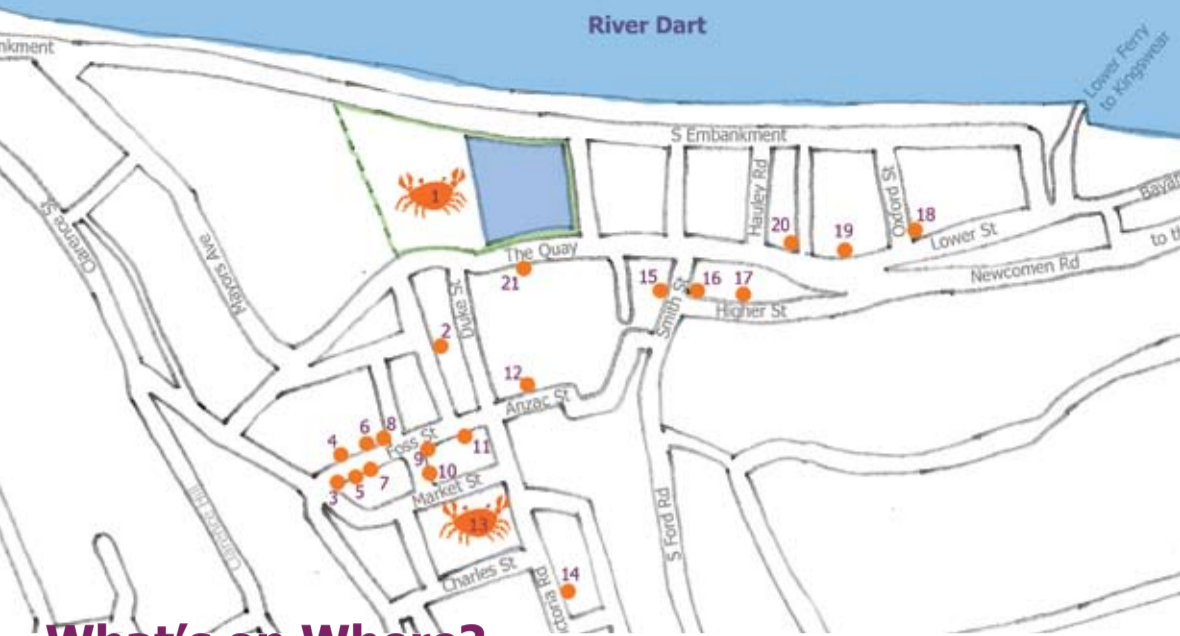 River Dart
Lower Ferry
to Kingswear
nkment
S Embankment
Hauley Rd
Oxford St
1
20
19
18
Lower St
Clarence St
Mayors Ave
The Quay
21
15
16
17
Smith St
Higher St
Newcomen Rd
to th
Duke St
2
12
Anzac St
4
6
8
Foss St
11
9
10
3
5
7
Market St
13
Clarence Hill
Charles St
14
ctoria Rd
S Ford Rd
What's on Where?